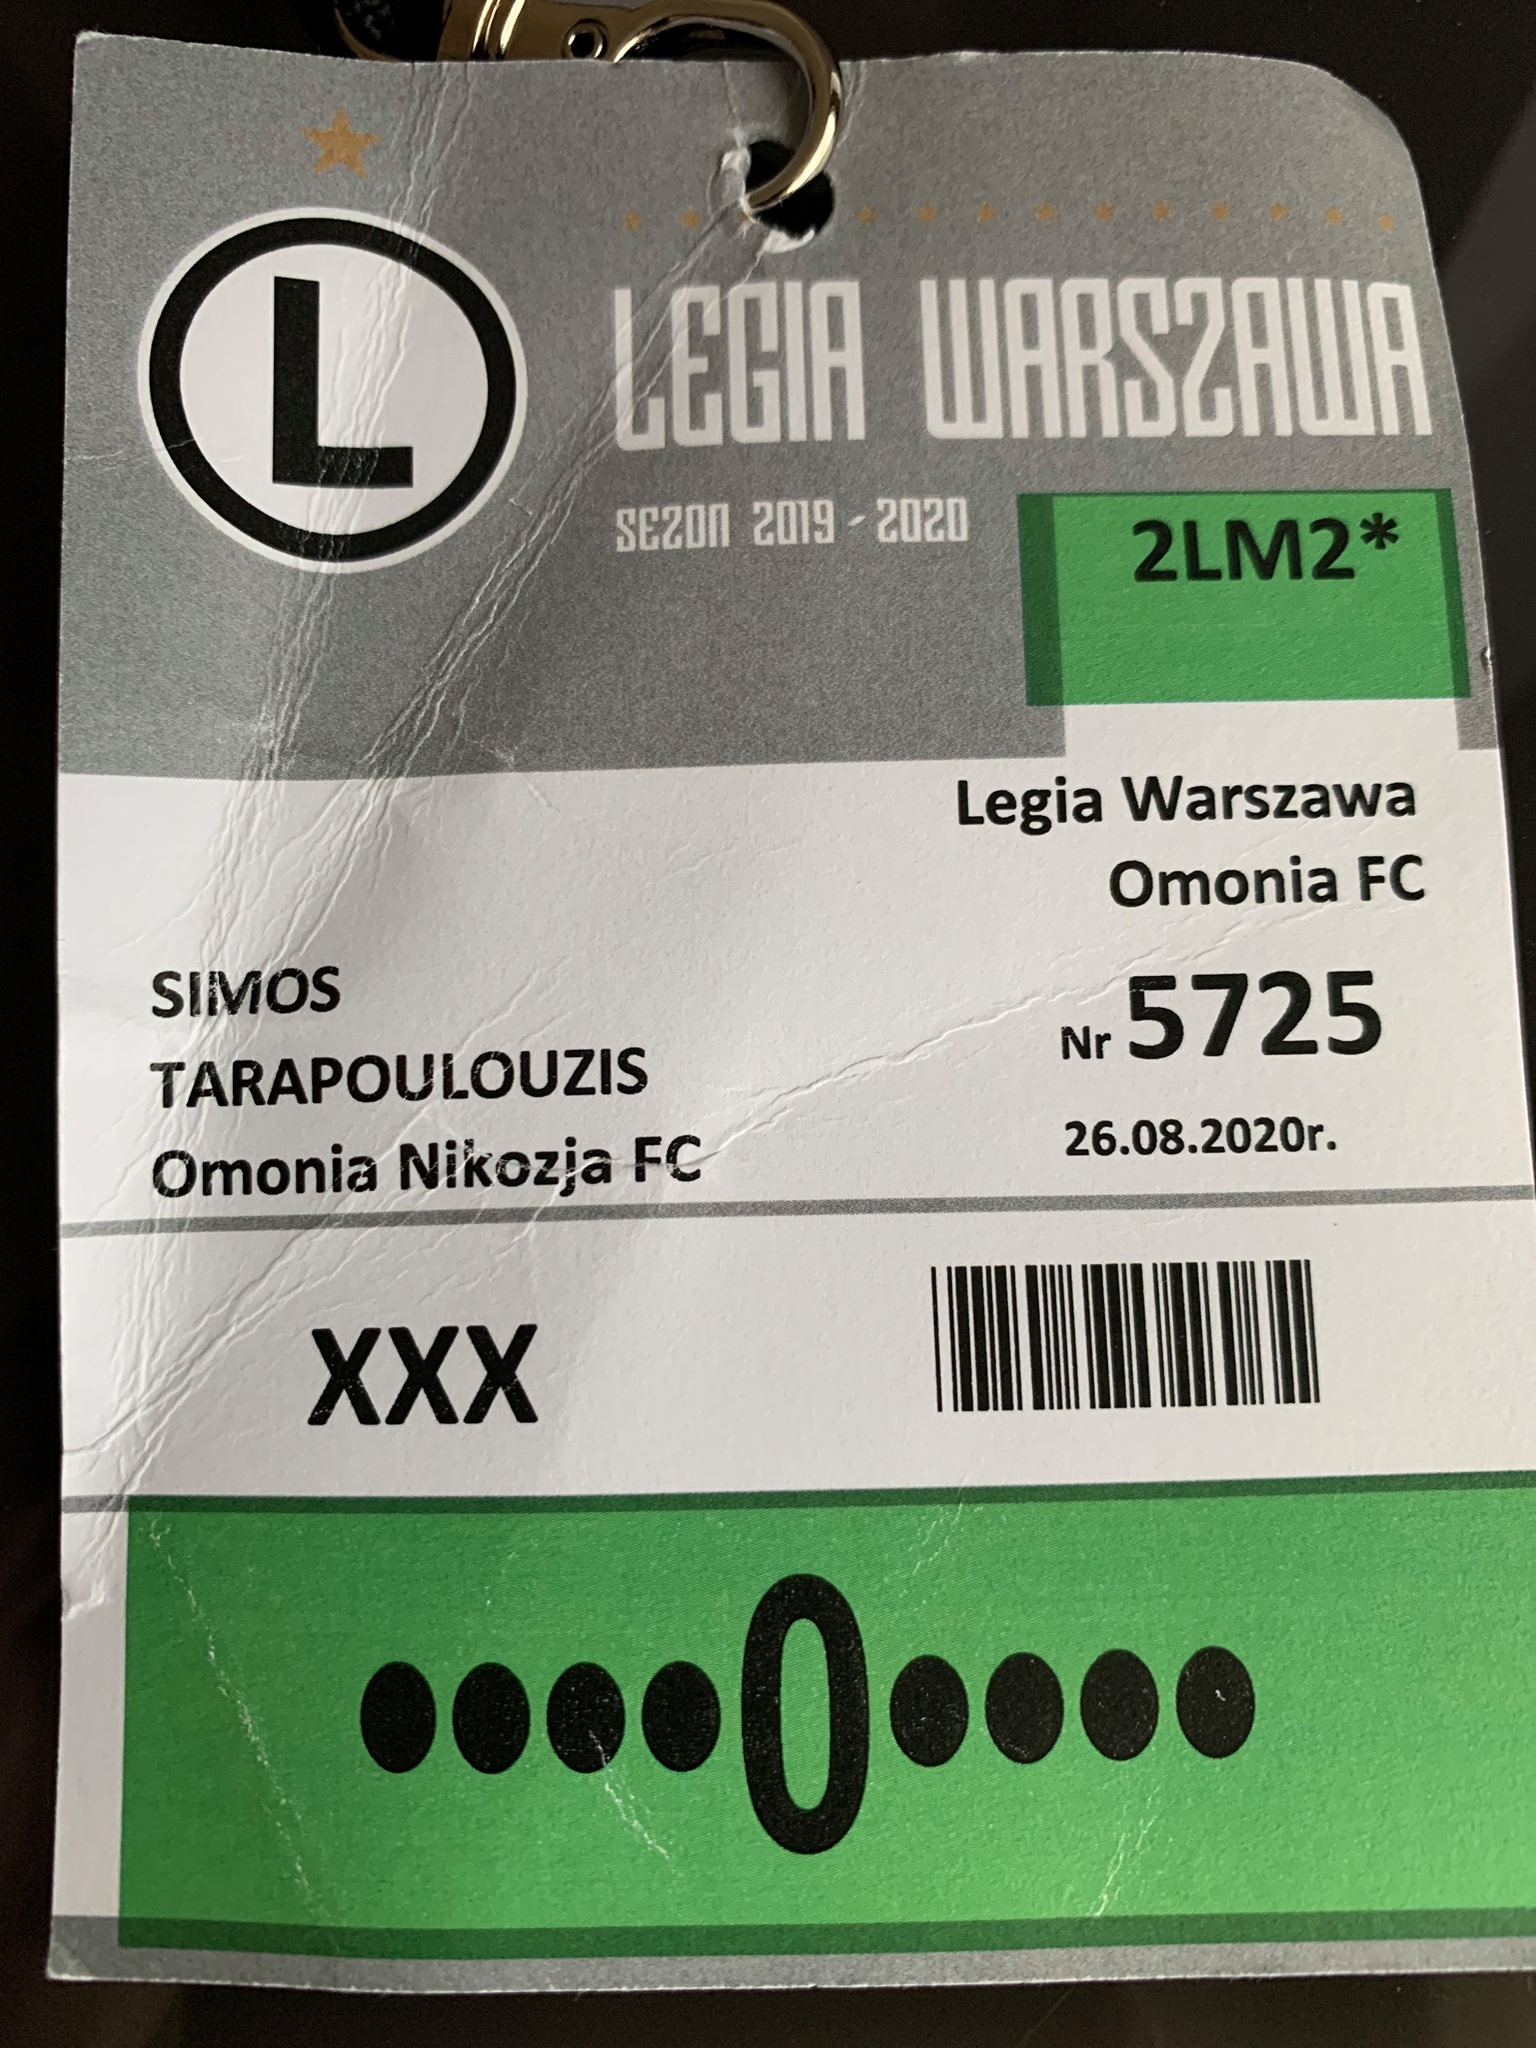 L
LEGIA WARSZAWA
SEZON 2019 - 2020
2LM2*
Legia Warszawa
Omonia FC
SIMOS
TARAPOULOUZIS
Omonia Nikozja FC
Nr 5725
26.08.2020r.
XXX
••••0••••